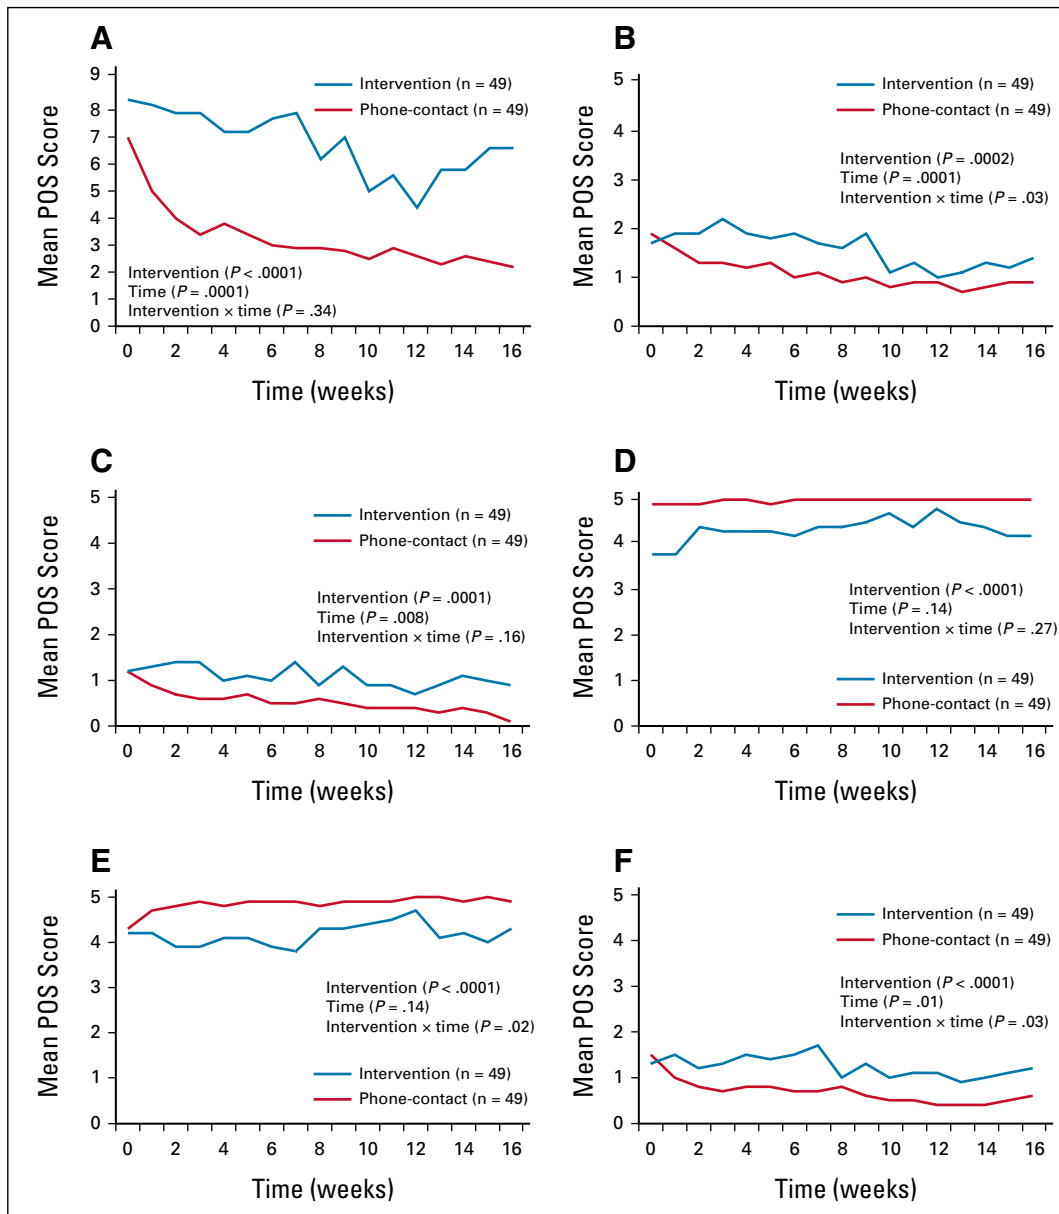 A
Mean POS Score
9
8
7
6
5
4
3
2
1
0
Intervention (n = 49)
Phone-contact (n = 49)
Intervention (P < .0001)
Time (P = .0001)
Intervention × time (P = .34)
0 2 4 6 8 10 12 14 16
Time (weeks)
B
Mean POS Score
5
4
3
2
1
0
Intervention (n = 49)
Phone-contact (n = 49)
Intervention (P = .0002)
Time (P = .0001)
Intervention × time (P = .03)
0 2 4 6 8 10 12 14 16
Time (weeks)
C
Mean POS Score
5
4
3
2
1
0
Intervention (n = 49)
Phone-contact (n = 49)
Intervention (P = .0001)
Time (P = .008)
Intervention × time (P = .16)
0 2 4 6 8 10 12 14 16
Time (weeks)
D
Mean POS Score
5
4
3
2
1
0
Intervention (P < .0001)
Time (P = .14)
Intervention × time (P = .27)
Intervention (n = 49)
Phone-contact (n = 49)
0 2 4 6 8 10 12 14 16
Time (weeks)
E
Mean POS Score
5
4
3
2
1
0
Intervention (P < .0001)
Time (P = .14)
Intervention × time (P = .02)
Intervention (n = 49)
Phone-contact (n = 49)
0 2 4 6 8 10 12 14 16
Time (weeks)
F
Mean POS Score
5
4
3
2
1
0
Intervention (n = 49)
Phone-contact (n = 49)
Intervention (P < .0001)
Time (P = .01)
Intervention × time (P = .03)
0 2 4 6 8 10 12 14 16
Time (weeks)